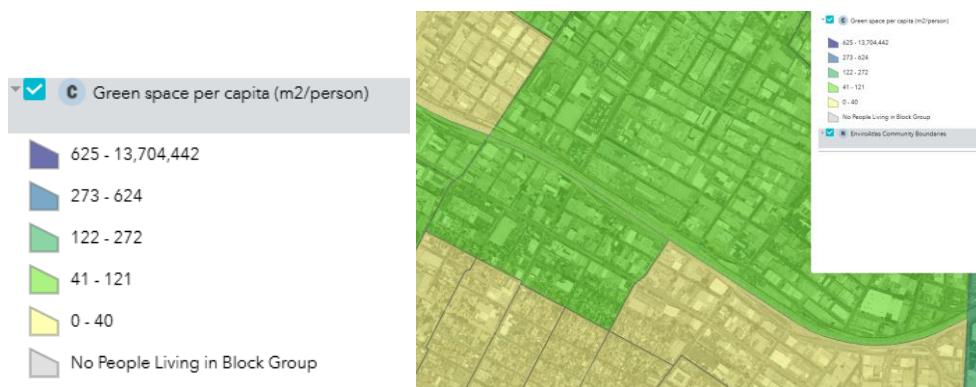 C Green space per capita (m2/person)
625 - 13,704,442
273 - 624
122 - 272
41 - 121
0 - 40
No People Living in Block Group
C Green space per capita (m2/person)
625 - 13,704,442
273 - 624
122 - 272
41 - 121
0 - 40
No People Living in Block Group
N EnviroAtlas Community Boundaries